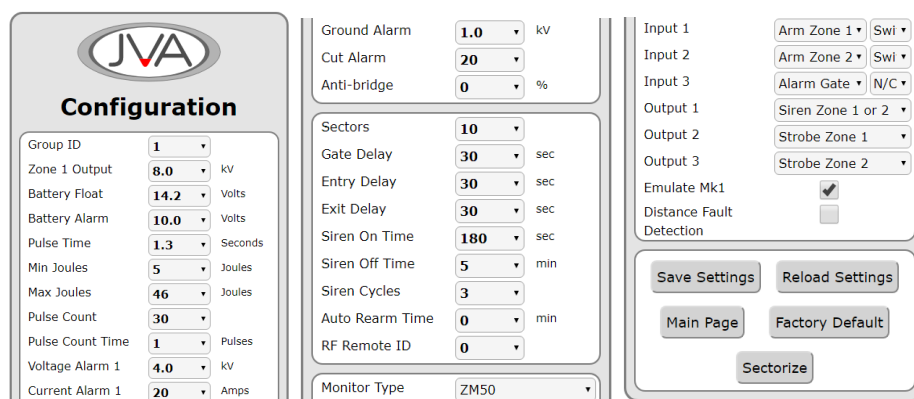 JVA
Configuration
Group ID 1
Zone 1 Output 8.0 kV
Battery Float 14.2 Volts
Battery Alarm 10.0 Volts
Pulse Time 1.3 Seconds
Min Joules 5 Joules
Max Joules 46 Joules
Pulse Count 30
Pulse Count Time 1 Pulses
Voltage Alarm 1 4.0 kV
Current Alarm 1 20 Amps
Ground Alarm 1.0 kV
Cut Alarm 20
Anti-bridge 0 %
Sectors 10
Gate Delay 30 sec
Entry Delay 30 sec
Exit Delay 30 sec
Siren On Time 180 sec
Siren Off Time 5 min
Siren Cycles 3
Auto Rearm Time 0 min
RF Remote ID 0
Monitor Type ZM50
Input 1 Arm Zone 1 Swi
Input 2 Arm Zone 2 Swi
Input 3 Alarm Gate N/C
Output 1 Siren Zone 1 or 2
Output 2 Strobe Zone 1
Output 3 Strobe Zone 2
Emulate Mk1
Distance Fault
Detection
Save Settings Reload Settings
Main Page Factory Default
Sectorize